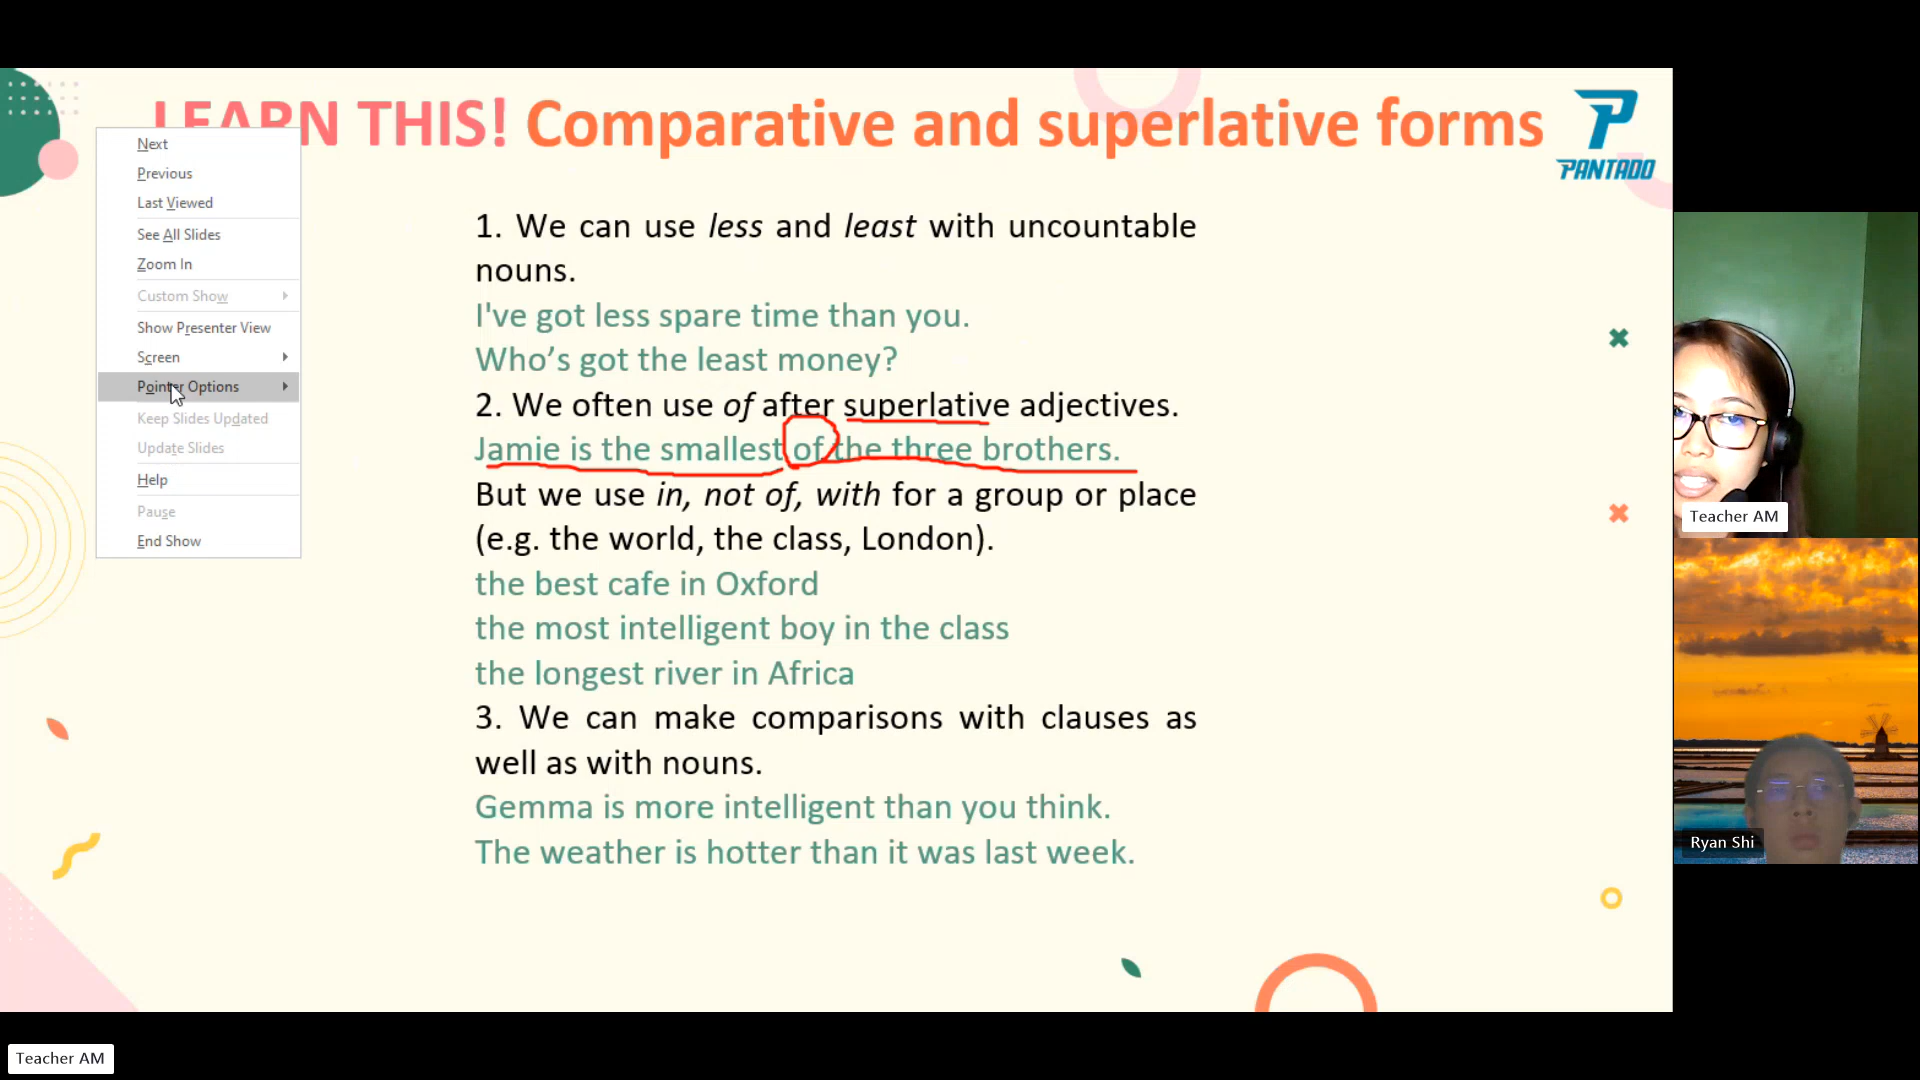 LEARN THIS! Comparative and superlative forms
PANTADO
Next
Previous
Last Viewed
See All Slides
Zoom In
Custom Show
Show Presenter View
Screen
Pointer Options
Keep Slides Updated
Update Slides
Help
Pause
End Show
1. We can use less and least with uncountable
nouns.
I've got less spare time than you.
Who’s got the least money?
2. We often use of after superlative adjectives.
Jamie is the smallest of the three brothers.
But we use in, not of, with for a group or place
(e.g. the world, the class, London).
the best cafe in Oxford
the most intelligent boy in the class
the longest river in Africa
3. We can make comparisons with clauses as
well as with nouns.
Gemma is more intelligent than you think.
The weather is hotter than it was last week.
Teacher AM
Ryan Shi
Teacher AM